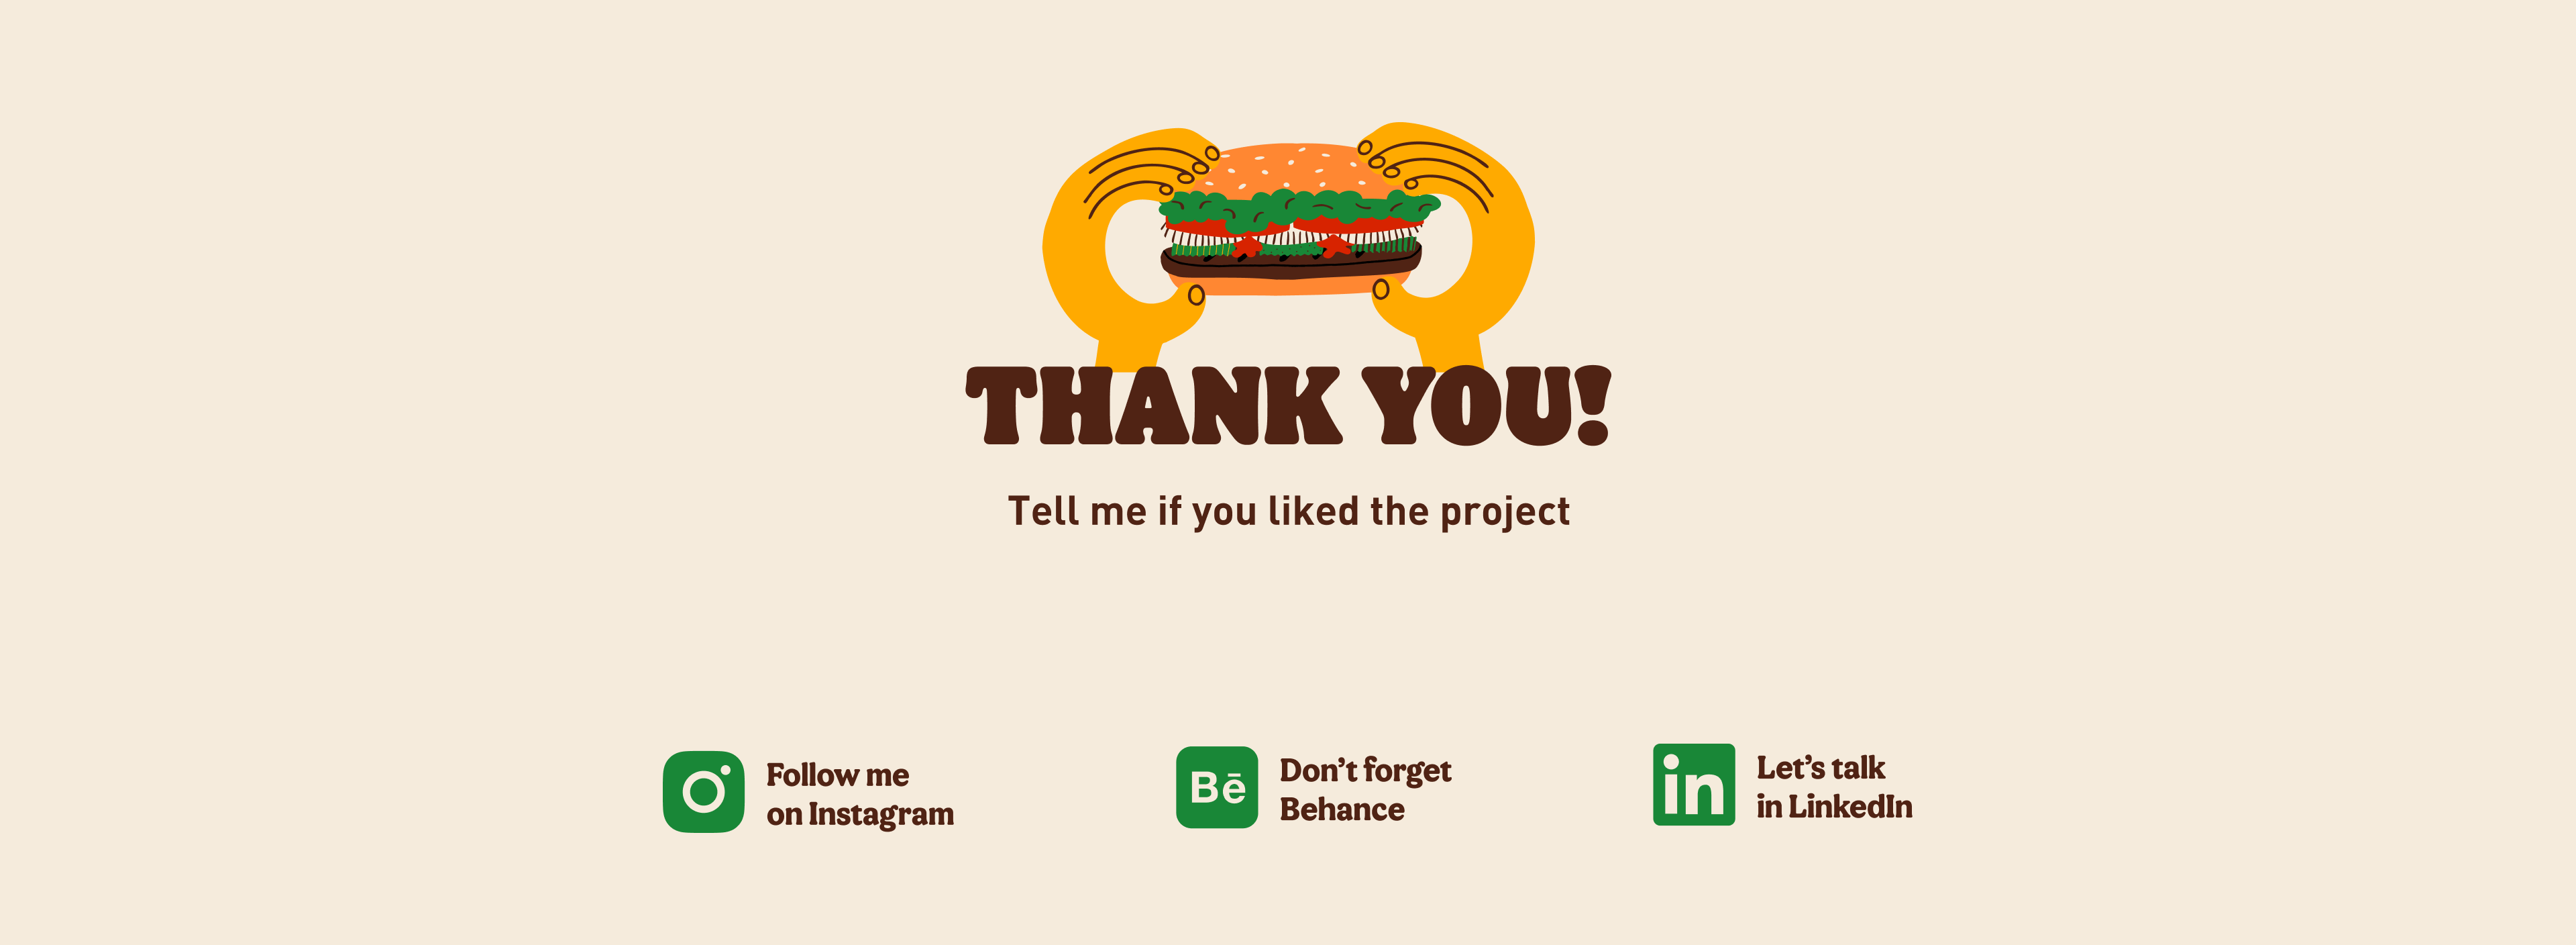 THANK YOU!
Tell me if you liked the project
Follow me
on Instagram
Bē
Don’t forget
Behance
in
Let’s talk
in LinkedIn